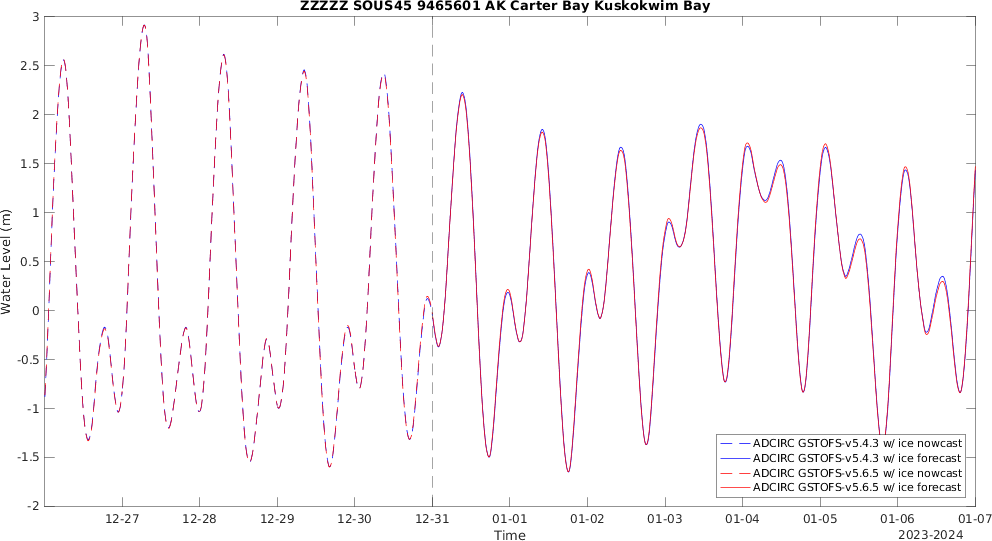 ZZZZZ SOUS45 9465601 AK Carter Bay Kuskokwim Bay
3
2.5
2
1.5
1
0.5
0
-0.5
-1
-1.5
-2
Water Level (m)
ADCIRC GSTOFS-v5.4.3 w/ ice nowcast
ADCIRC GSTOFS-v5.4.3 w/ ice forecast
ADCIRC GSTOFS-v5.6.5 w/ ice nowcast
ADCIRC GSTOFS-v5.6.5 w/ ice forecast
12-27 12-28 12-29 12-30 12-31 01-01 01-02 01-03 01-04 01-05 01-06 01-07
Time
2023-2024